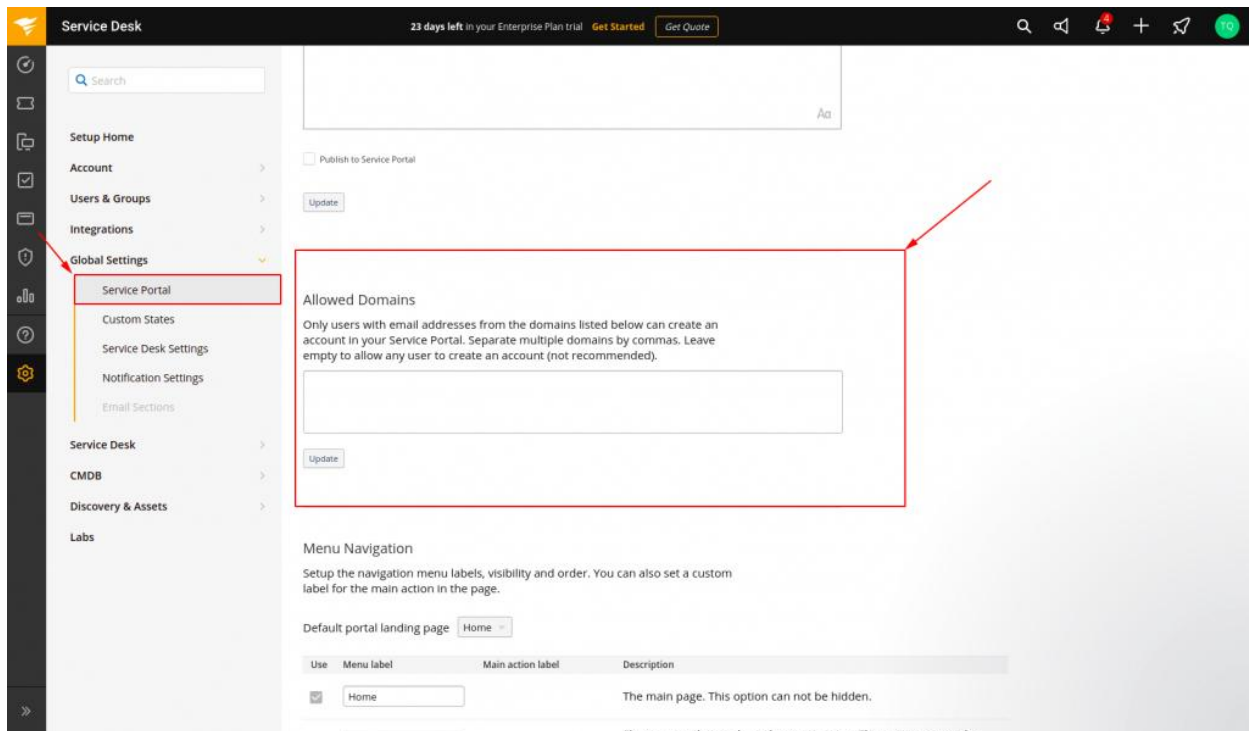 Service Desk
23 days left in your Enterprise Plan trial Get Started Get Quote
4
TQ
Search
Setup Home
Account
Users & Groups
Integrations
Global Settings
Service Portal
Custom States
Service Desk Settings
Notification Settings
Email Sections
Service Desk
CMDB
Discovery & Assets
Labs
Aa
Publish to Service Portal
Update
Allowed Domains
Only users with email addresses from the domains listed below can create an
account in your Service Portal. Separate multiple domains by commas. Leave
empty to allow any user to create an account (not recommended).
Update
Menu Navigation
Setup the navigation menu labels, visibility and order. You can also set a custom
label for the main action in the page.
Default portal landing page Home
Use Menu label Main action label Description
Home The main page. This option can not be hidden.